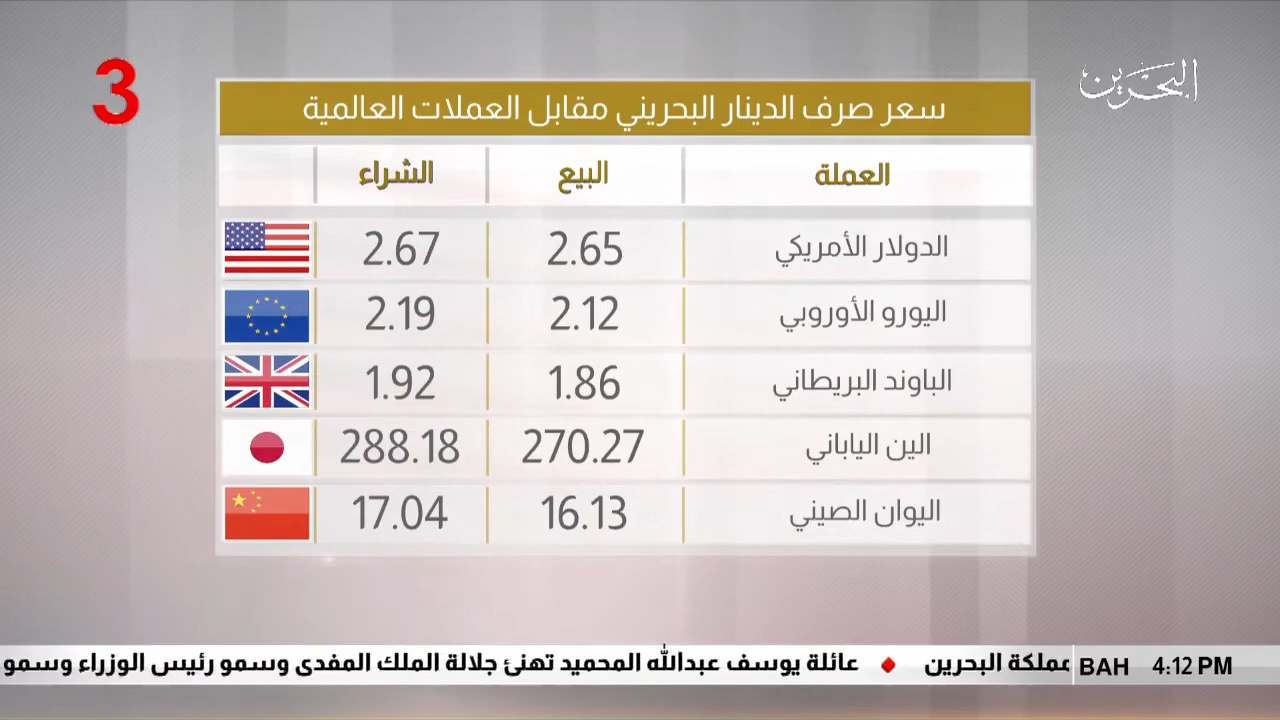 3
البحرين
سعر صرف الدينار البحريني مقابل العملات العالمية
العملة البيع الشراء
الدولار الأمريكي 2.65 2.67
اليورو الأوروبي 2.12 2.19
الباوند البريطاني 1.86 1.92
الين الياباني 270.27 288.18
اليوان الصيني 16.13 17.04
BAH 4:12 PM
مملكة البحرين ♦ عائلة يوسف عبدالله المحميد تهنئ جلالة الملك المفدى وسمو رئيس الوزراء وسمو